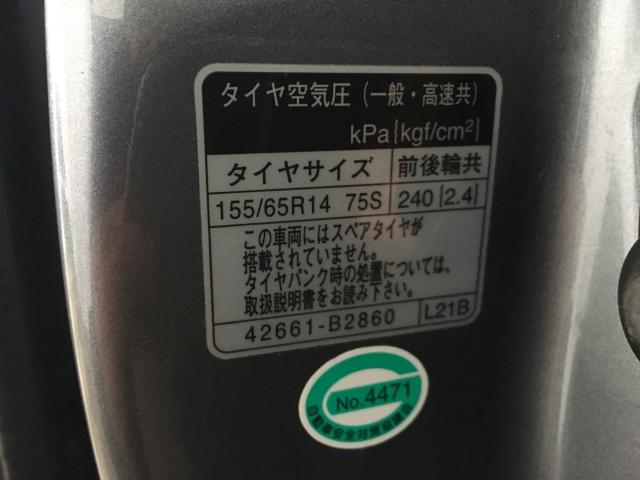 タイヤ空気圧(一般・高速共)
kPa{kgf/cm²}
タイヤサイズ 前後輪共
155/65R14 75S 240{2.4}
この車両にはスペアタイヤが
搭載されていません。
タイヤパンク時の処置については、
取扱説明書をお読み下さい。
42661-B2860 L21B
No.4471